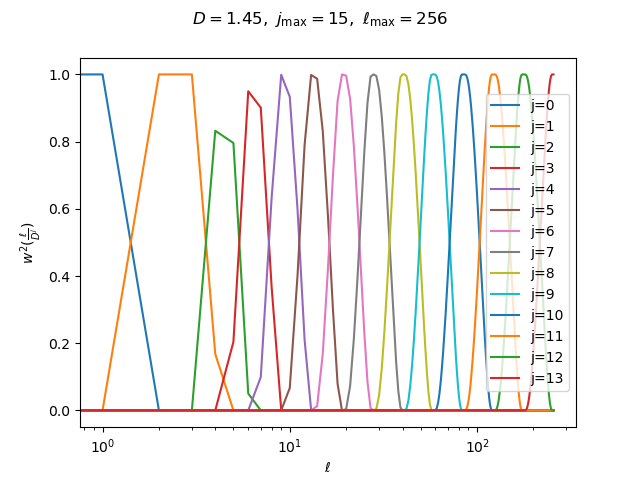 D = 1.45, j_max = 15, ℓ_max = 256
1.0
0.8
0.6
0.4
0.2
0.0
w²(ℓ/Dʲ)
10⁰
10¹
10²
ℓ
j=0
j=1
j=2
j=3
j=4
j=5
j=6
j=7
j=8
j=9
j=10
j=11
j=12
j=13